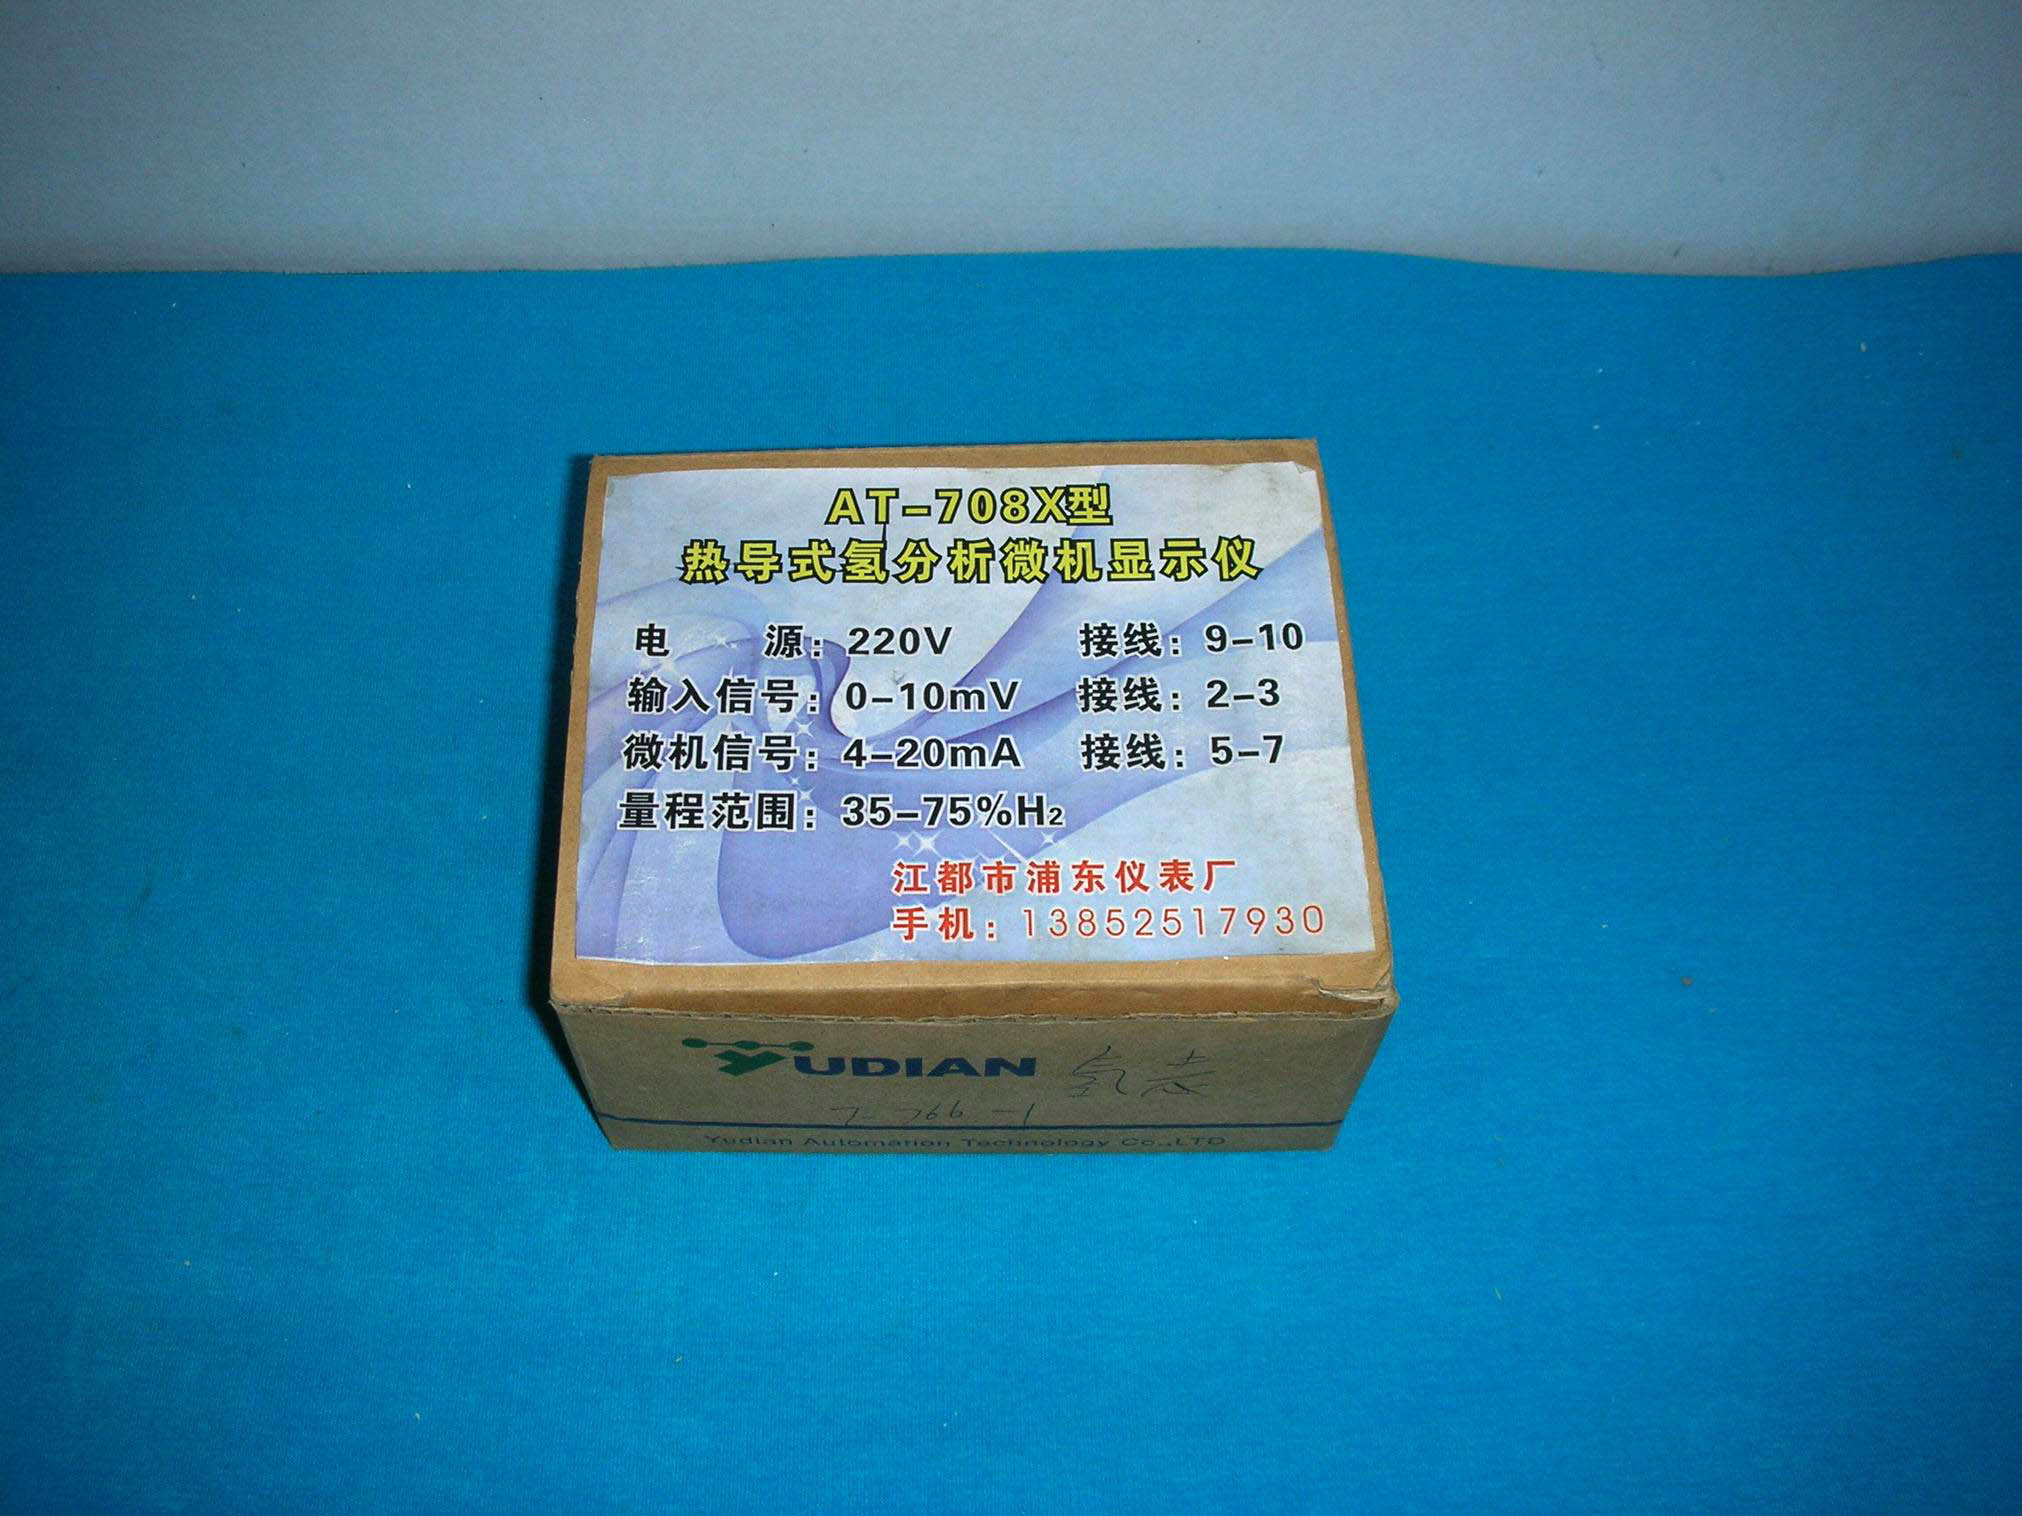 AT-708X型
热导式氢分析微机显示仪
电 源：220V 接线：9-10
输入信号：0-10mV 接线：2-3
微机信号：4-20mA 接线：5-7
量程范围：35-75%H₂
江都市浦东仪表厂
手机：13852517930
YUDIAN
7-766-1
Yudian Automation Technology Co.,LTD